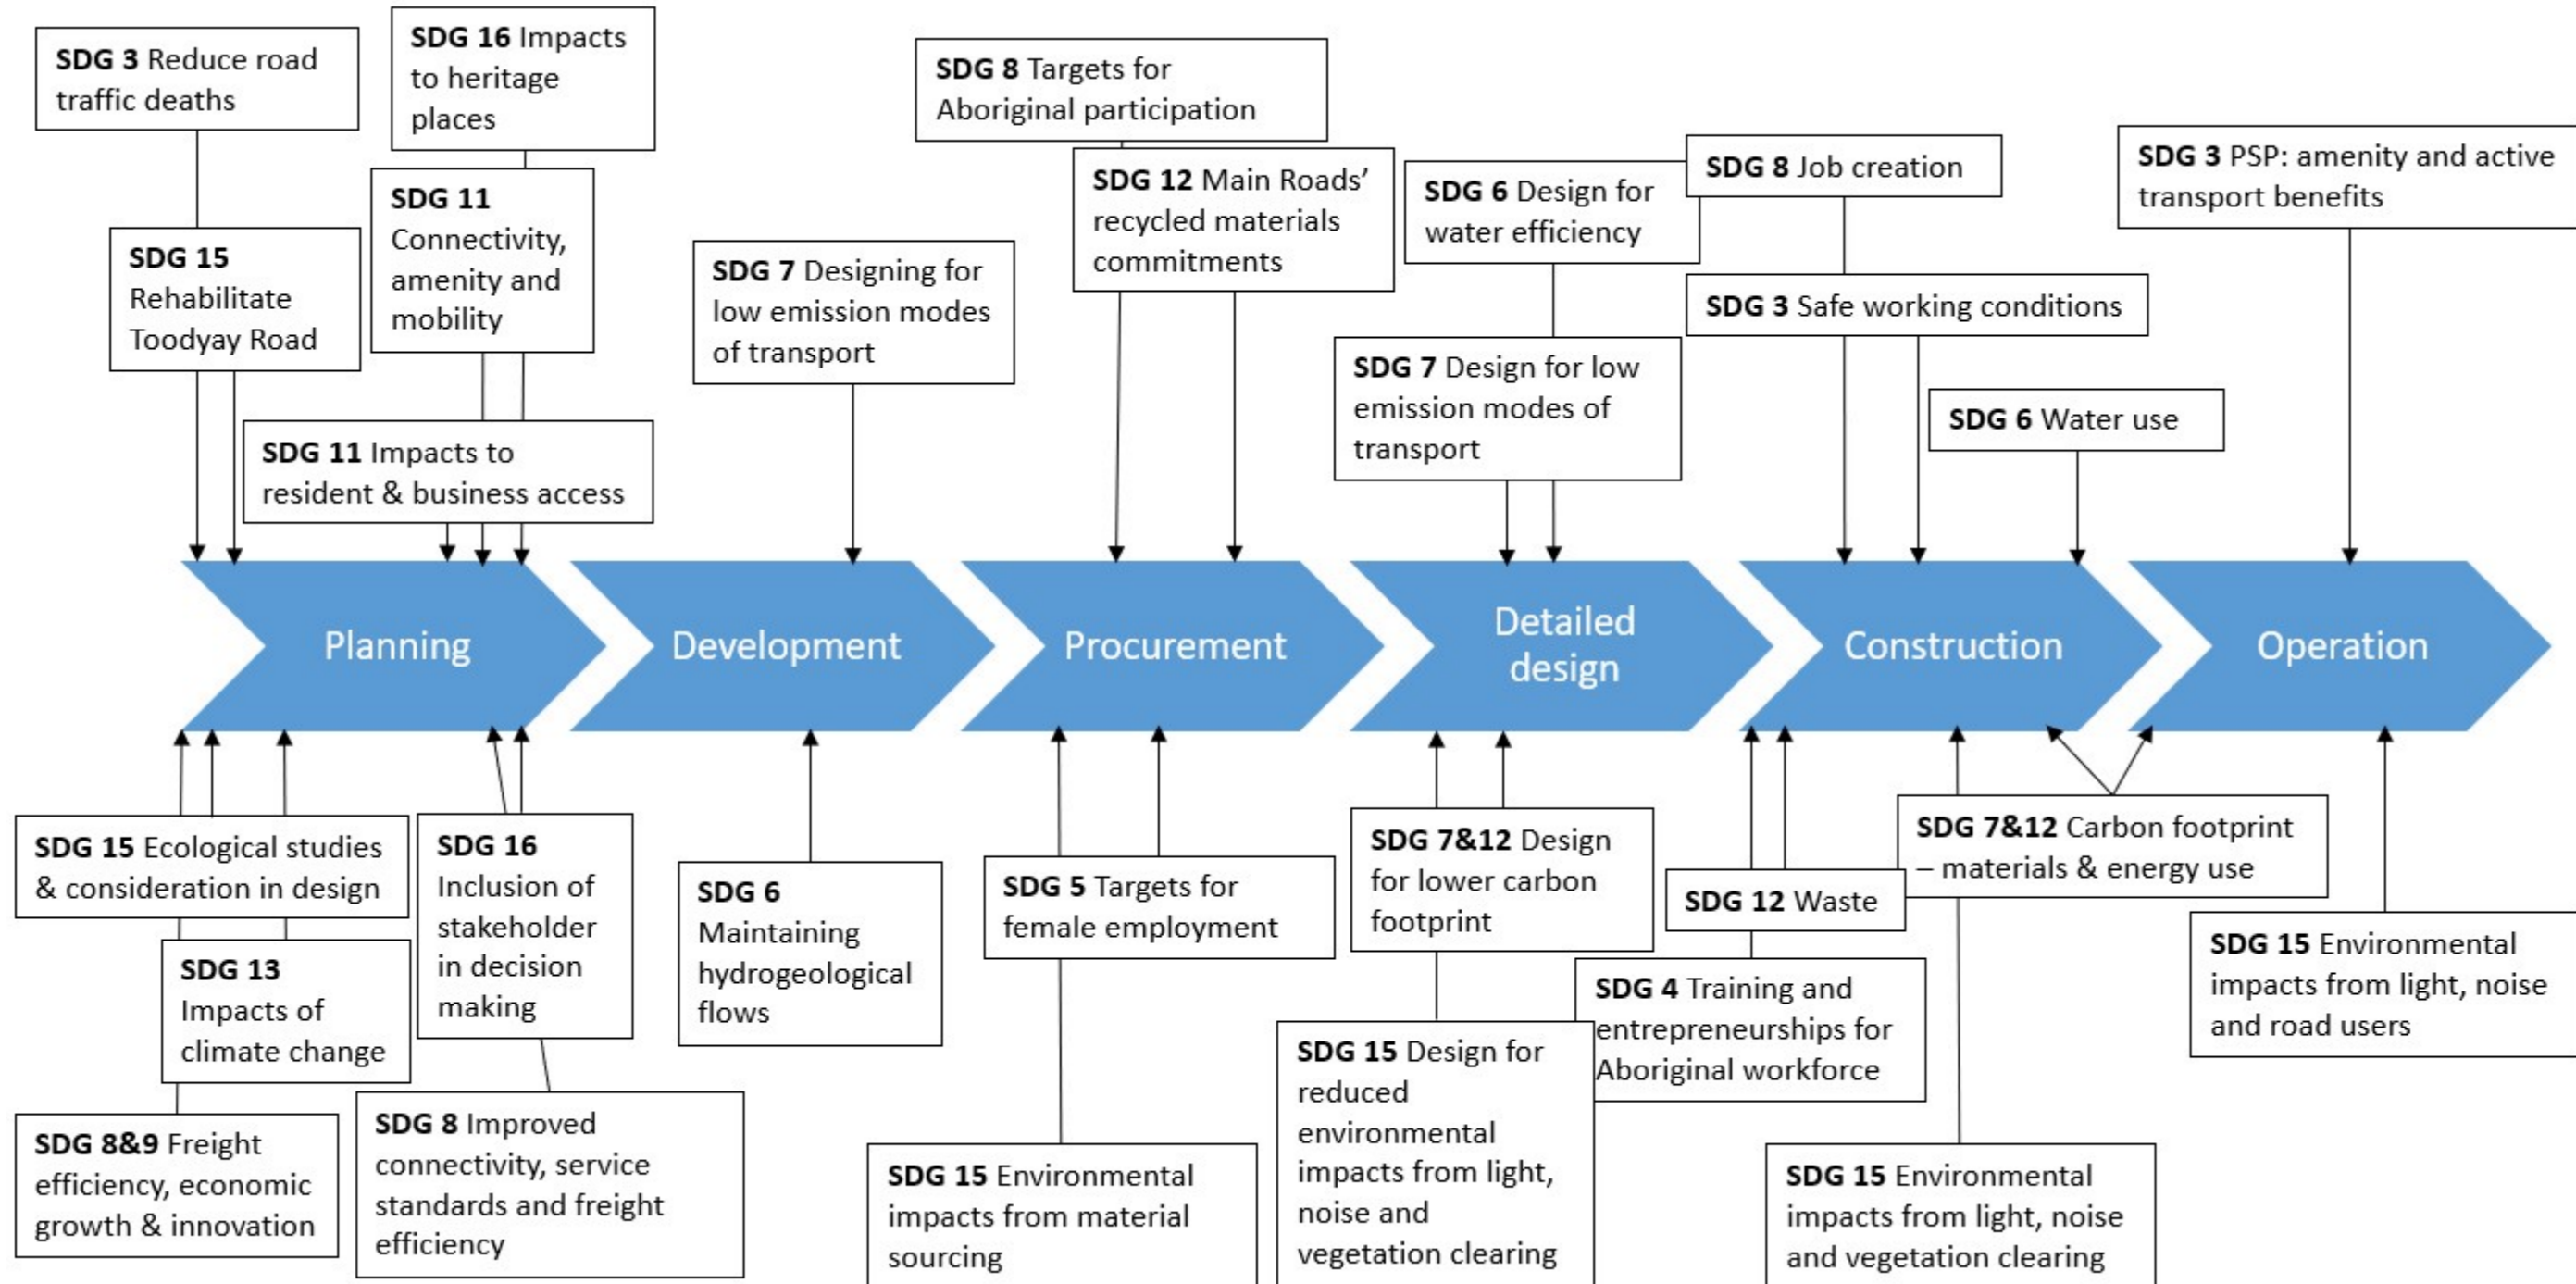 SDG 3 Reduce road
traffic deaths
SDG 16 Impacts
to heritage
places
SDG 15
Rehabilitate
Toodyay Road
SDG 11
Connectivity,
amenity and
mobility
SDG 11 Impacts to
resident & business access
SDG 7 Designing for
low emission modes
of transport
SDG 8 Targets for
Aboriginal participation
SDG 12 Main Roads’
recycled materials
commitments
SDG 6 Design for
water efficiency
SDG 7 Design for low
emission modes of
transport
SDG 8 Job creation
SDG 3 Safe working conditions
SDG 6 Water use
SDG 3 PSP: amenity and active
transport benefits
Planning
Development
Procurement
Detailed
design
Construction
Operation
SDG 15 Ecological studies
& consideration in design
SDG 13
Impacts of
climate change
SDG 8&9 Freight
efficiency, economic
growth & innovation
SDG 16
Inclusion of
stakeholder
in decision
making
SDG 8 Improved
connectivity, service
standards and freight
efficiency
SDG 6
Maintaining
hydrogeological
flows
SDG 5 Targets for
female employment
SDG 15 Environmental
impacts from material
sourcing
SDG 7&12 Design
for lower carbon
footprint
SDG 15 Design for
reduced
environmental
impacts from light,
noise and
vegetation clearing
SDG 12 Waste
SDG 4 Training and
entrepreneurships for
Aboriginal workforce
SDG 7&12 Carbon footprint
– materials & energy use
SDG 15 Environmental
impacts from light, noise
and vegetation clearing
SDG 15 Environmental
impacts from light, noise
and road users